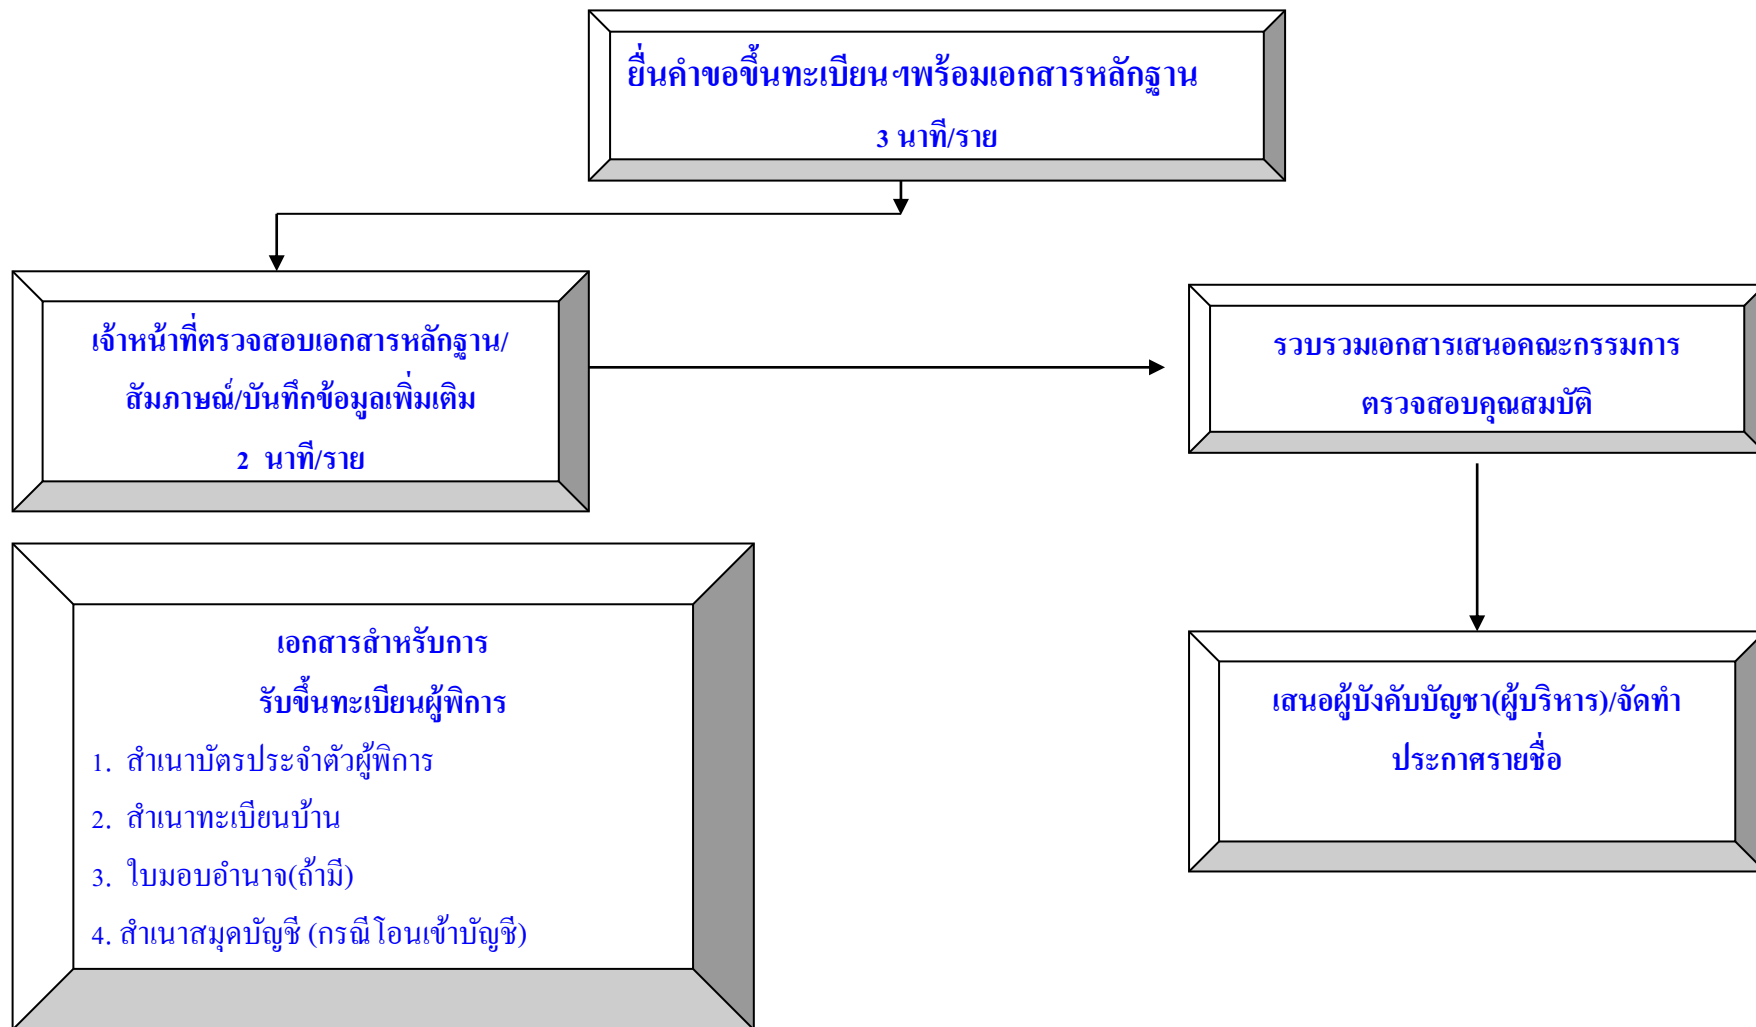 ยื่นคำขอขึ้นทะเบียนฯพร้อมเอกสารหลักฐาน
3 นาที/ราย
เจ้าหน้าที่ตรวจสอบเอกสารหลักฐาน/
สัมภาษณ์/บันทึกข้อมูลเพิ่มเติม
2 นาที/ราย
รวบรวมเอกสารเสนอคณะกรรมการ
ตรวจสอบคุณสมบัติ
เอกสารสำหรับการ
รับขึ้นทะเบียนผู้พิการ
1. สำเนาบัตรประจำตัวผู้พิการ
2. สำเนาทะเบียนบ้าน
3. ใบมอบอำนาจ(ถ้ามี)
4. สำเนาสมุดบัญชี (กรณีโอนเข้าบัญชี)
เสนอผู้บังคับบัญชา(ผู้บริหาร)/จัดทำ
ประกาศรายชื่อ